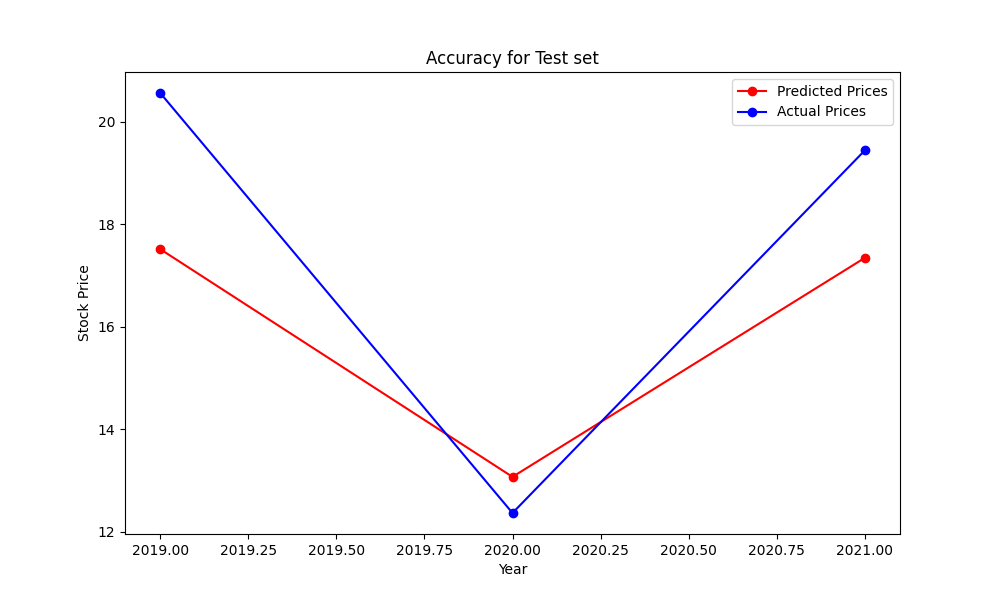 Accuracy for Test set
Predicted Prices
Actual Prices
Stock Price
20
18
16
14
12
2019.00 2019.25 2019.50 2019.75 2020.00 2020.25 2020.50 2020.75 2021.00
Year